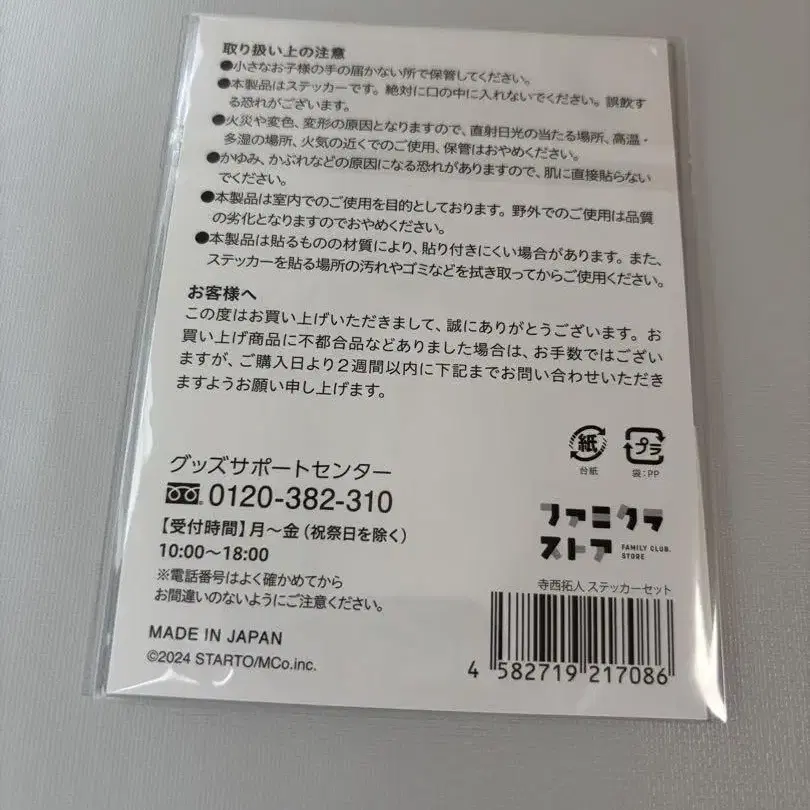 取り扱い上の注意
●小さなお子様の手の届かない所で保管してください。
●本製品はステッカーです。絶対に口の中に入れないでください。誤飲す
る恐れがございます。
●火災や変色、変形の原因となりますので、直射日光の当たる場所、高温・
多湿の場所、火気の近くでのご使用、保管はおやめください。
●かゆみ、かぶれなどの原因になる恐れがありますので、肌に直接貼らない
でください。
●本製品は室内でのご使用を目的としております。野外でのご使用は品質
の劣化となりますのでおやめください。
●本製品は貼るものの材質により、貼り付きにくい場合があります。また、
ステッカーを貼る場所の汚れやゴミなどを拭き取ってからご使用ください。
お客様へ
この度はお買い上げいただきまして、誠にありがとうございます。お
買い上げ商品に不都合品などありました場合は、お手数ではござい
ますが、ご購入日より2週間以内に下記までお問い合わせいただき
ますようお願い申し上げます。
紙
台紙
プラ
袋:PP
グッズサポートセンター
0120-382-310
【受付時間】月～金(祝祭日を除く)
10:00～18:00
※電話番号はよく確かめてから
お間違いのないようにご注意ください。
MADE IN JAPAN
©2024 STARTO/MCo.inc.
ファミクラ
ストア
FAMILY CLUB.
STORE
寺西拓人 ステッカーセット
4 582719 217086